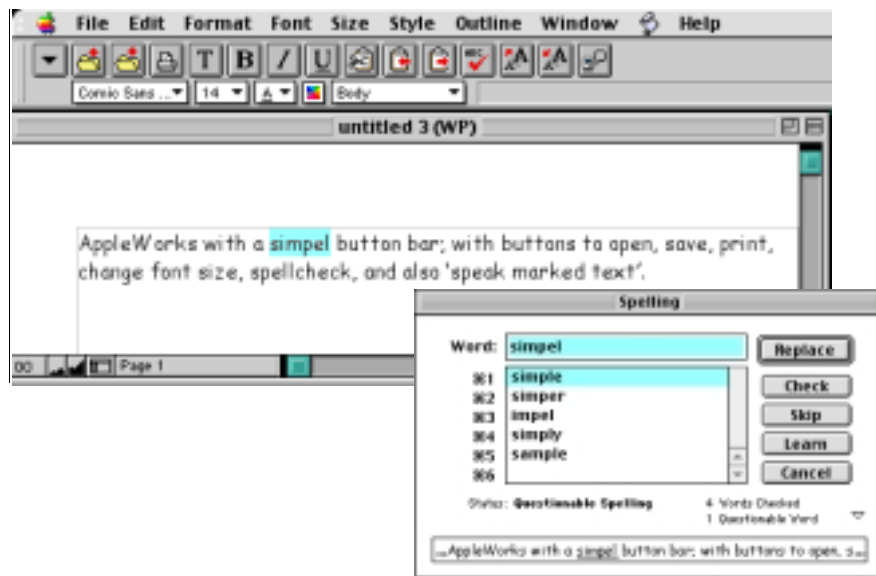 File Edit Format Font Size Style Outline Window Help
T B I U
Comic Sans ... 14 A Body
untitled 3 (WP)
AppleWorks with a simpel button bar; with buttons to open, save, print,
change font size, spellcheck, and also 'speak marked text'.
00 Page 1
Spelling
Word: simpel Replace
⌘1 simple
⌘2 simper
⌘3 impel
⌘4 simply
⌘5 sample
⌘6
Check
Skip
Learn
Cancel
Status: Questionable Spelling
4 Words Checked
1 Questionable Word
...AppleWorks with a simpel button bar; with buttons to open, s...